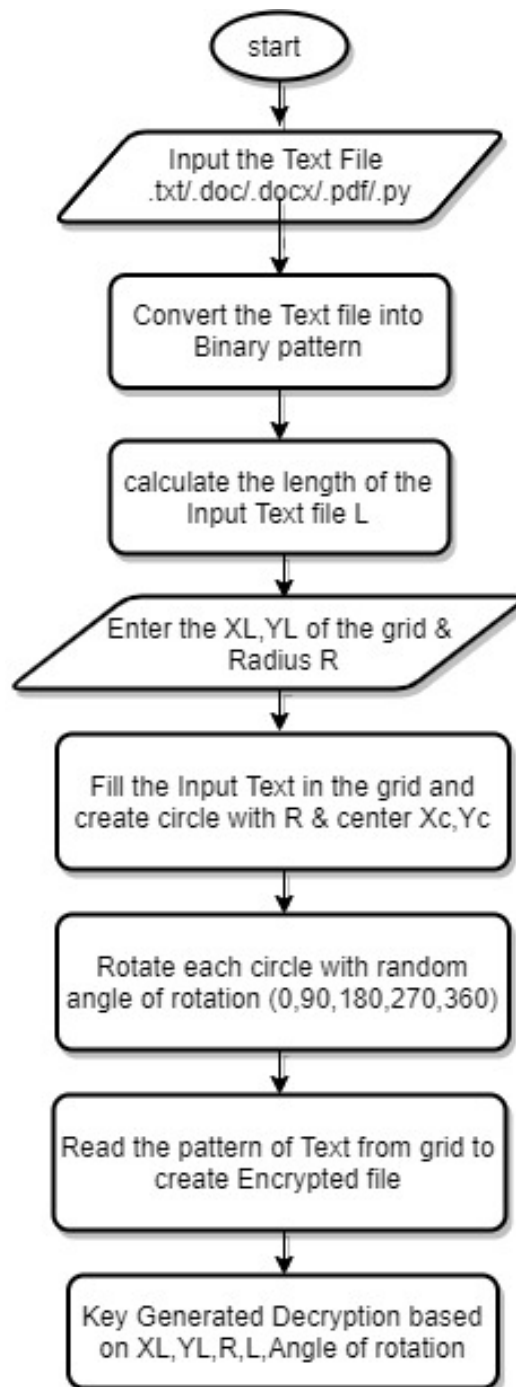 start
Input the Text File
.txt/.doc/.docx/.pdf/.py
Convert the Text file into
Binary pattern
calculate the length of the
Input Text file L
Enter the XL,YL of the grid &
Radius R
Fill the Input Text in the grid and
create circle with R & center Xc,Yc
Rotate each circle with random
angle of rotation (0,90,180,270,360)
Read the pattern of Text from grid to
create Encrypted file
Key Generated Decryption based
on XL,YL,R,L,Angle of rotation